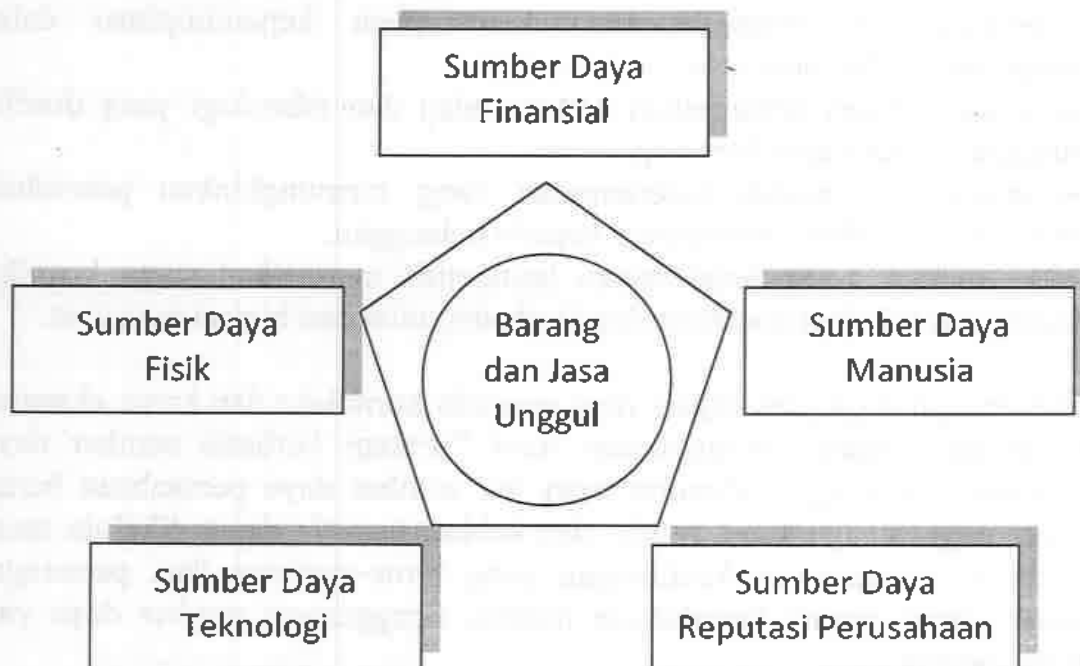 Sumber Daya
Finansial
Sumber Daya
Fisik
Barang
dan Jasa
Unggul
Sumber Daya
Manusia
Sumber Daya
Teknologi
Sumber Daya
Reputasi Perusahaan